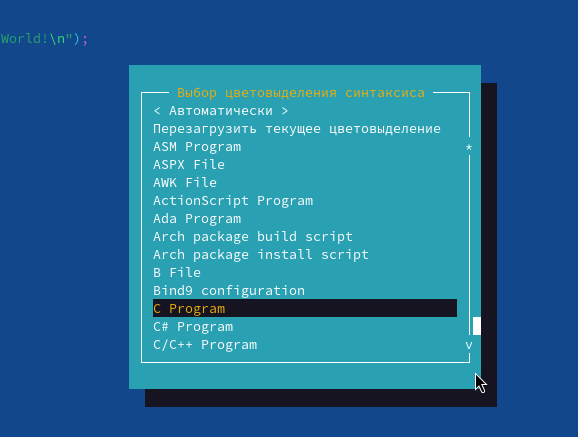 World!\n");
Выбор цветовыделения синтаксиса
< Автоматически >
Перезагрузить текущее цветовыделение
ASM Program
*
ASPX File
AWK File
ActionScript Program
Ada Program
Arch package build script
Arch package install script
B File
Bind9 configuration
C Program
C# Program
C/C++ Program
v